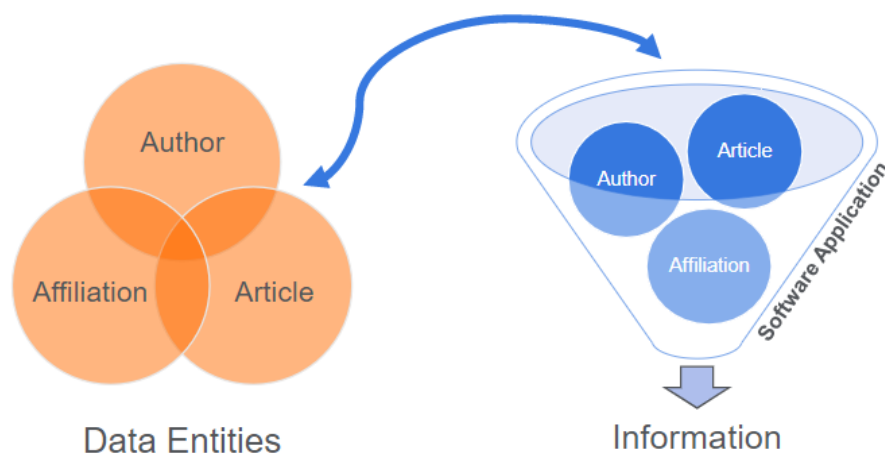 Author
Affiliation
Article
Data Entities
Author
Article
Affiliation
Software Application
Information